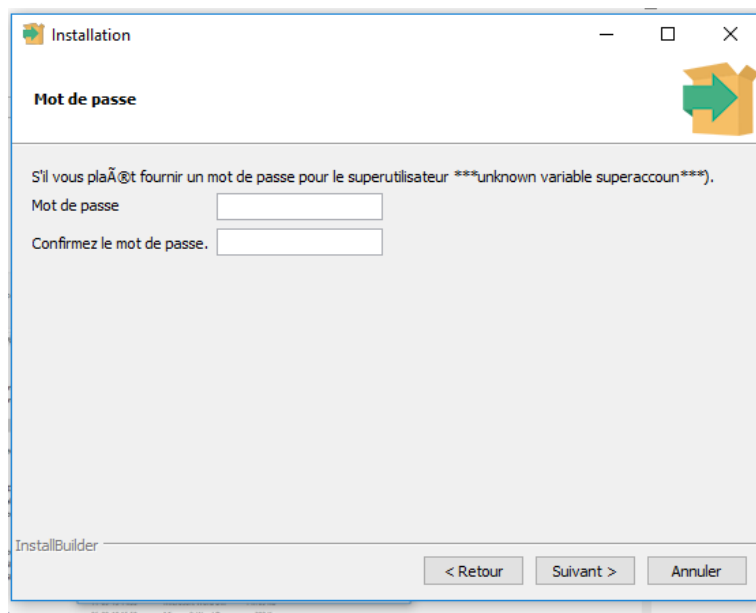 Installation
Mot de passe
S'il vous plaÃ®t fournir un mot de passe pour le superutilisateur ***unknown variable superaccoun***).
Mot de passe
Confirmez le mot de passe.
InstallBuilder
< Retour
Suivant >
Annuler